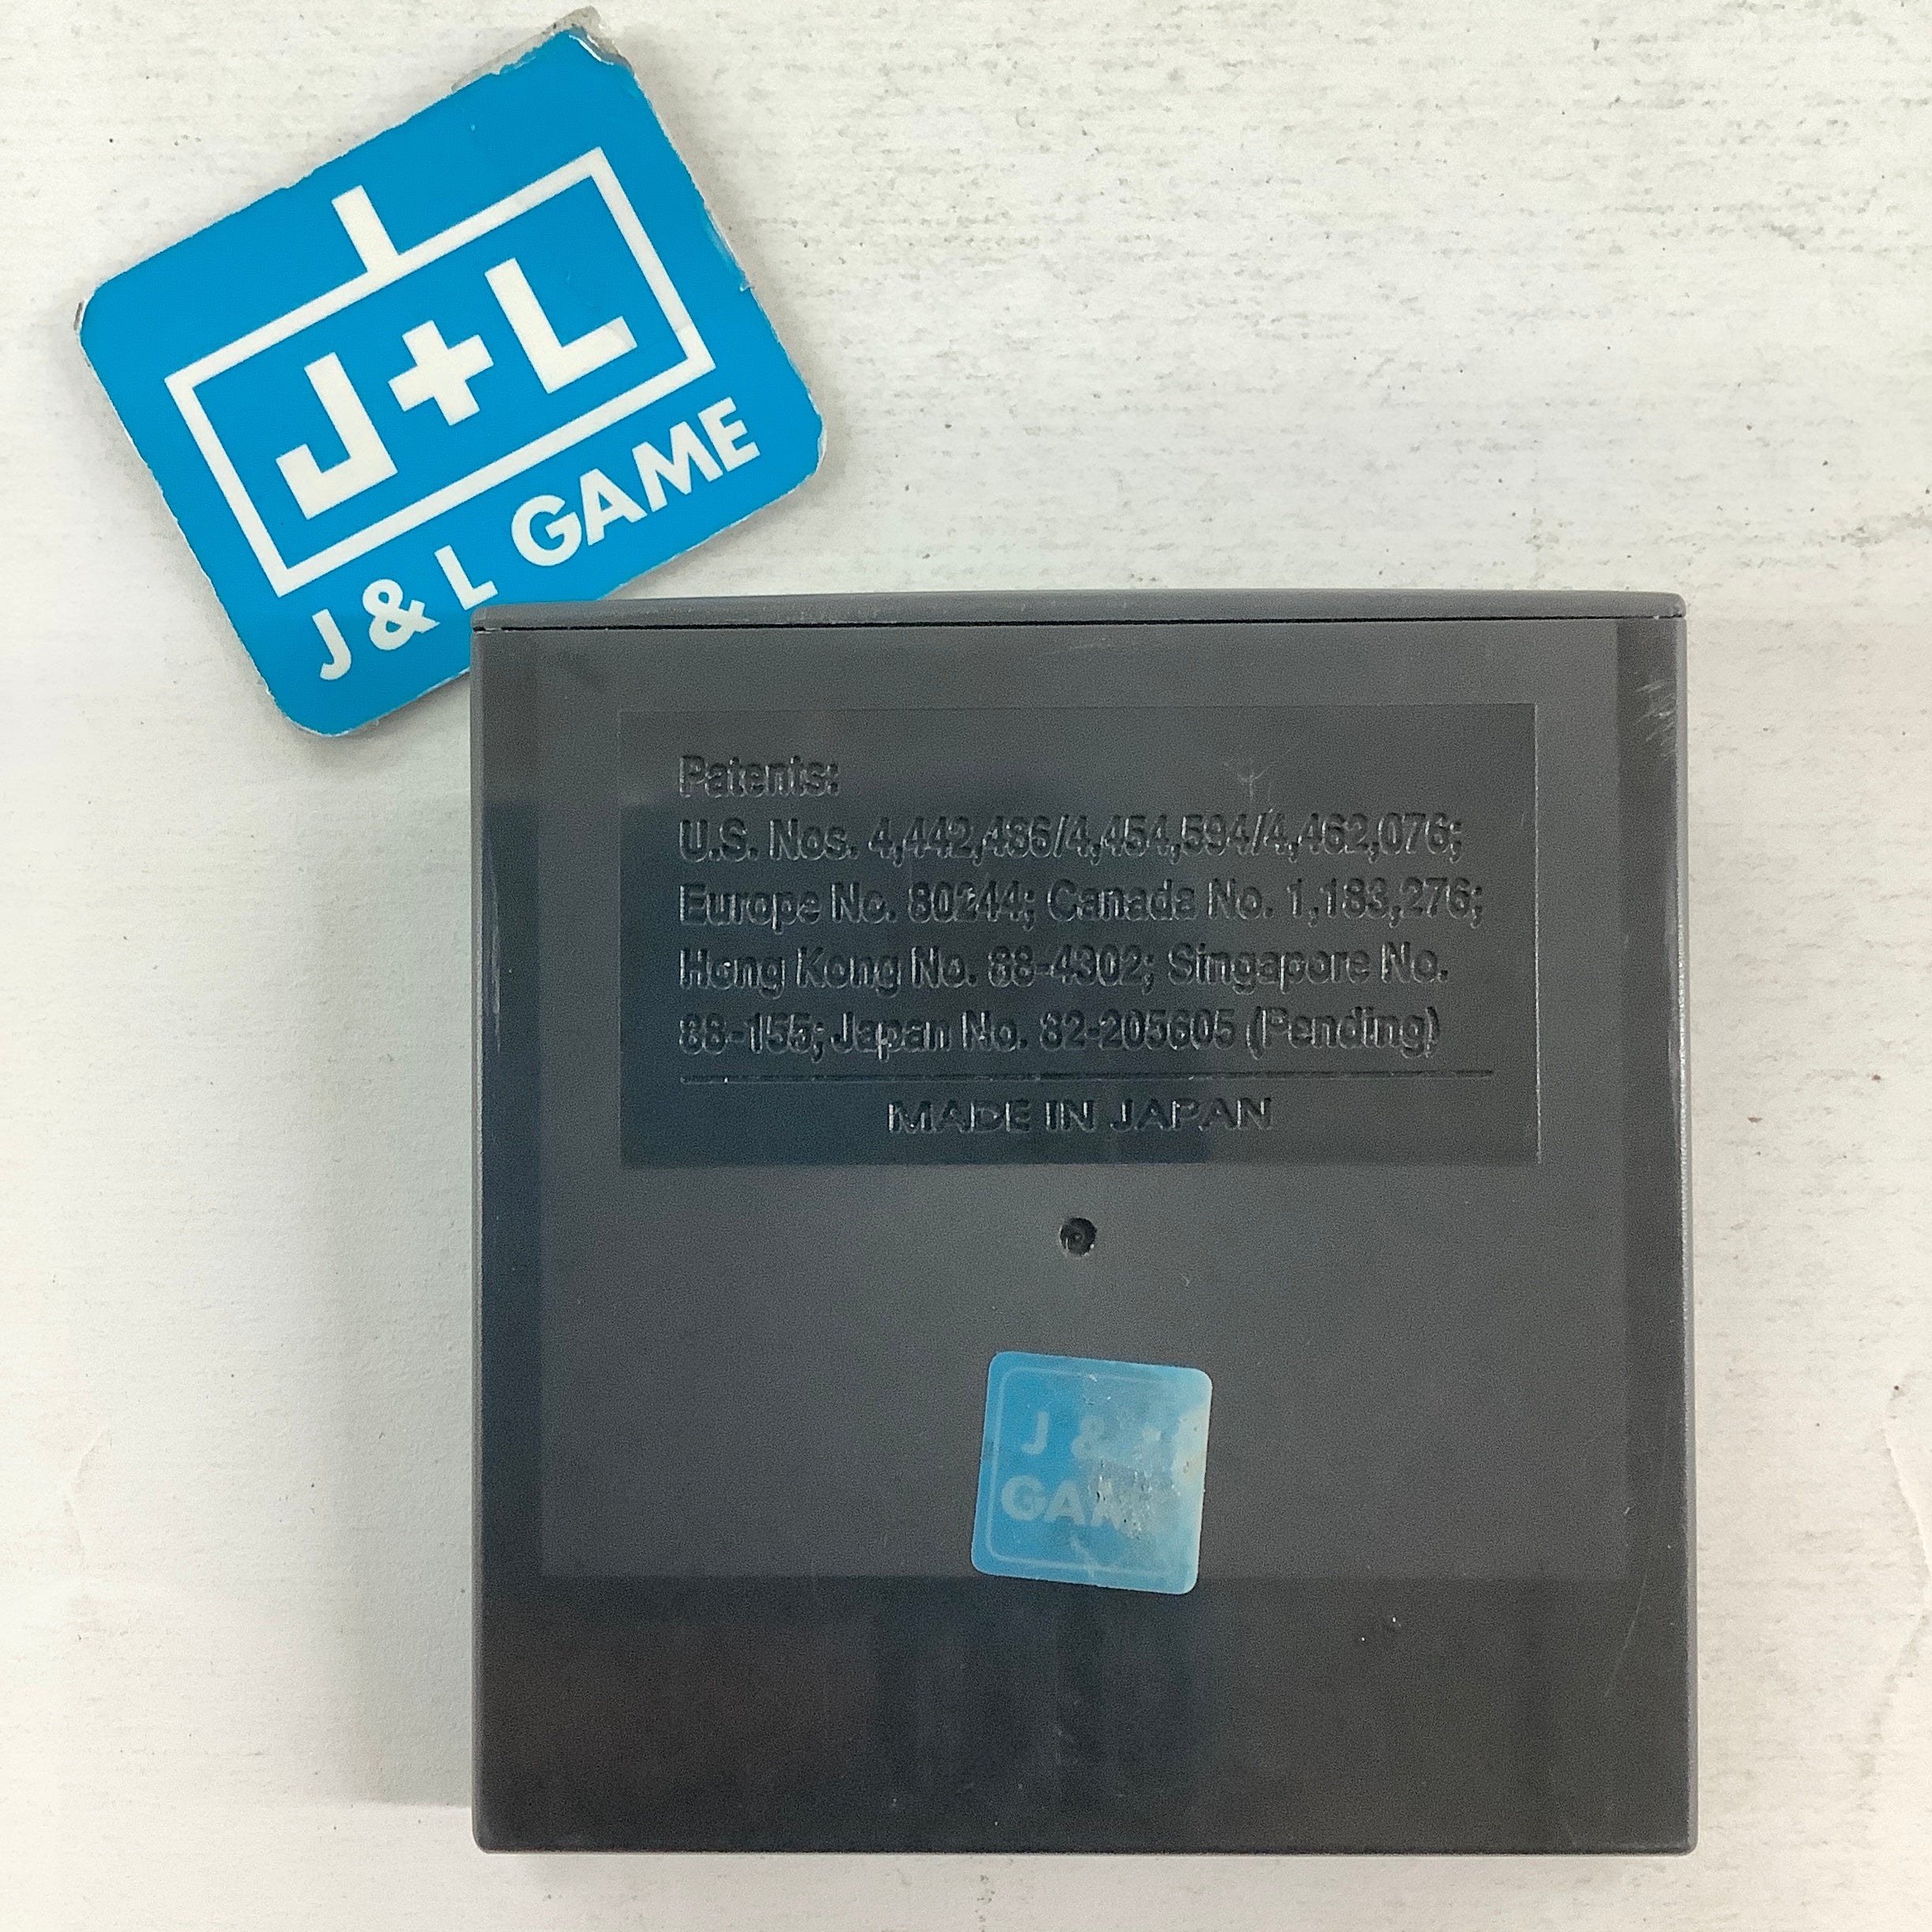 J+L
J & L GAME
Patents:
U.S. Nos. 4,442,486/4,454,594/4,462,076;
Europe No. 80244; Canada No. 1,183,276;
Hong Kong No. 88-4302; Singapore No.
88-155; Japan No. 82-205605 (Pending)
MADE IN JAPAN
J &
GAME